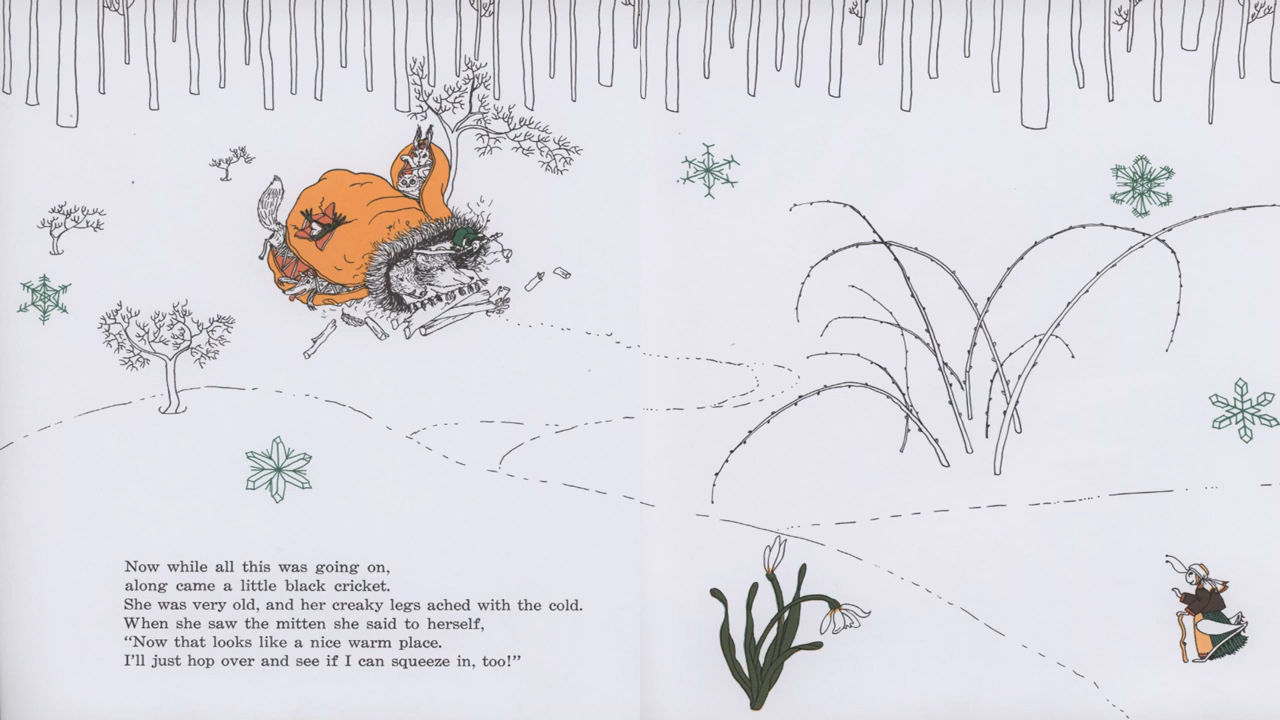 Now while all this was going on,
along came a little black cricket.
She was very old, and her creaky legs ached with the cold.
When she saw the mitten she said to herself,
“Now that looks like a nice warm place.
I’ll just hop over and see if I can squeeze in, too!”